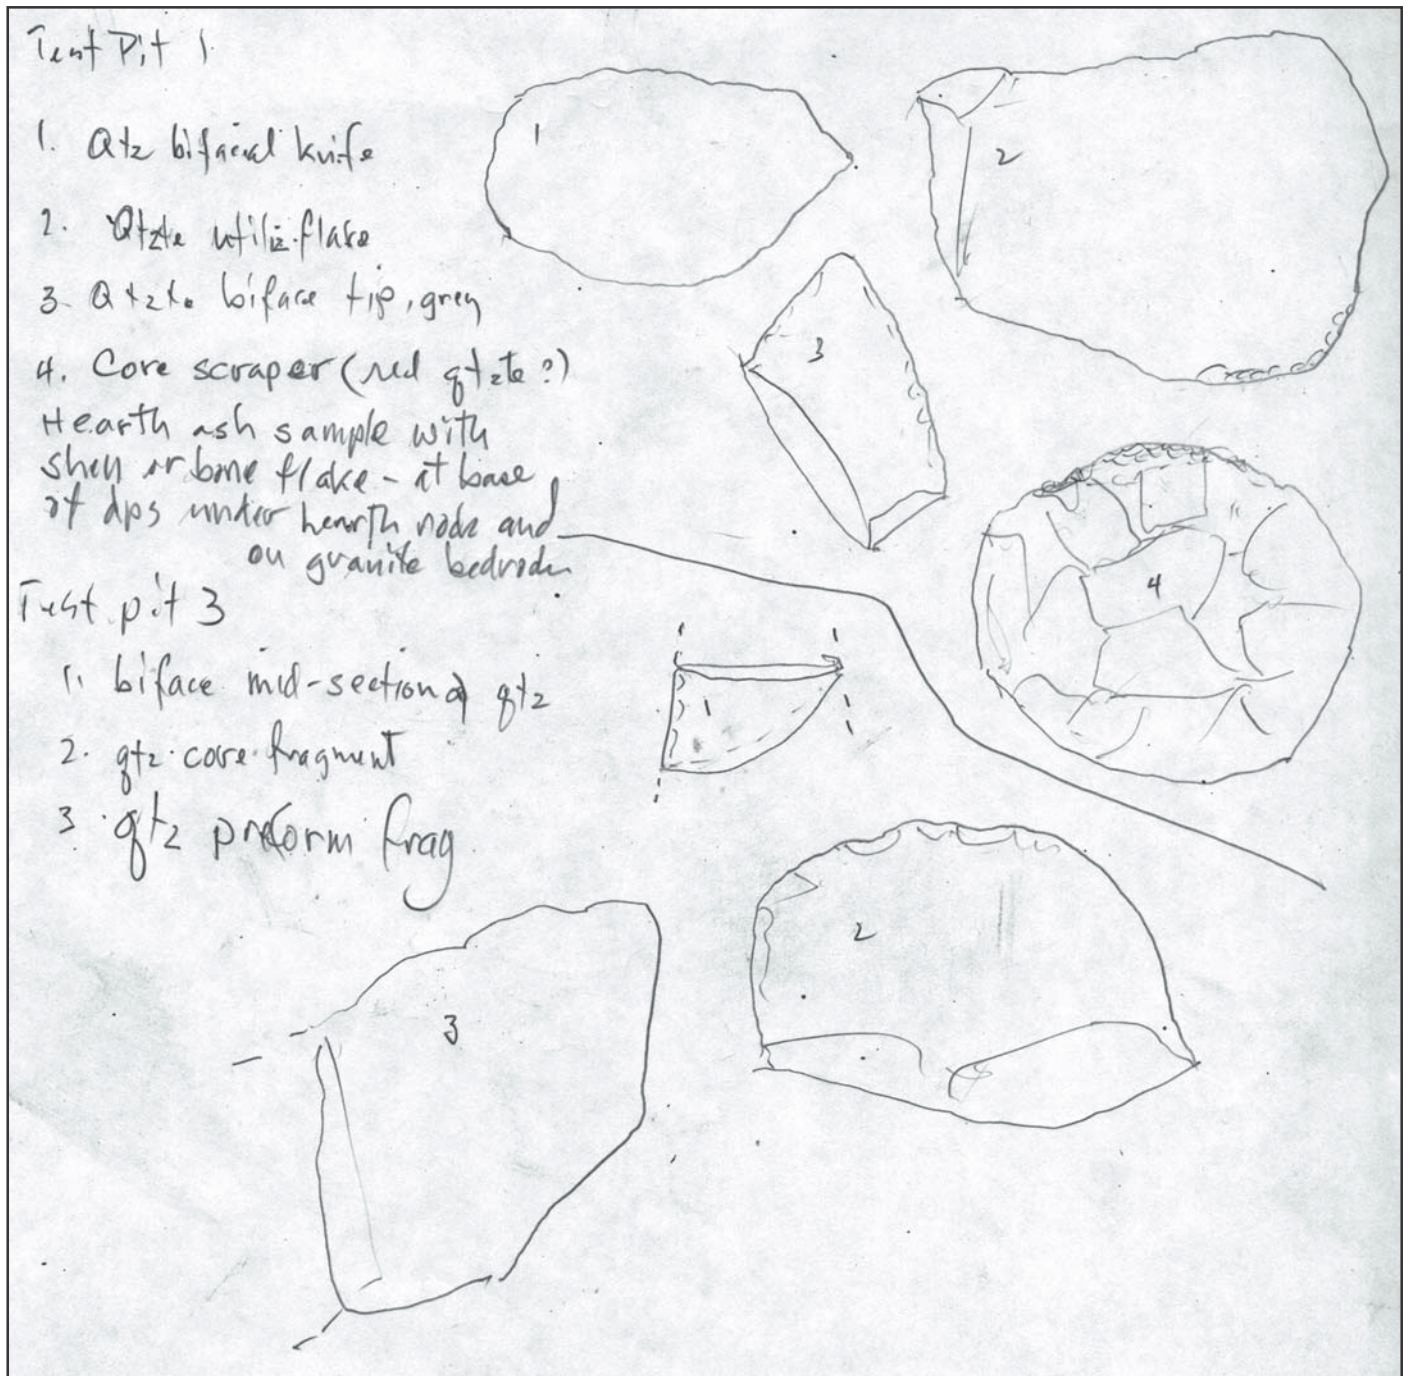 Test Pit 1
1. Qtz bifacial knife
2. Qtzte utiliz. flake
3. Qtzte biface tip, grey
4. Core scraper (red qtzte?)
Hearth ash sample with
shell or bone flake - at base
of dps under hearth rocks and
on granite bedrock
Test pit 3
1. biface mid-section of qtz
2. qtz core fragment
3. qtz preform frag
1
2
3
4
1
2
3